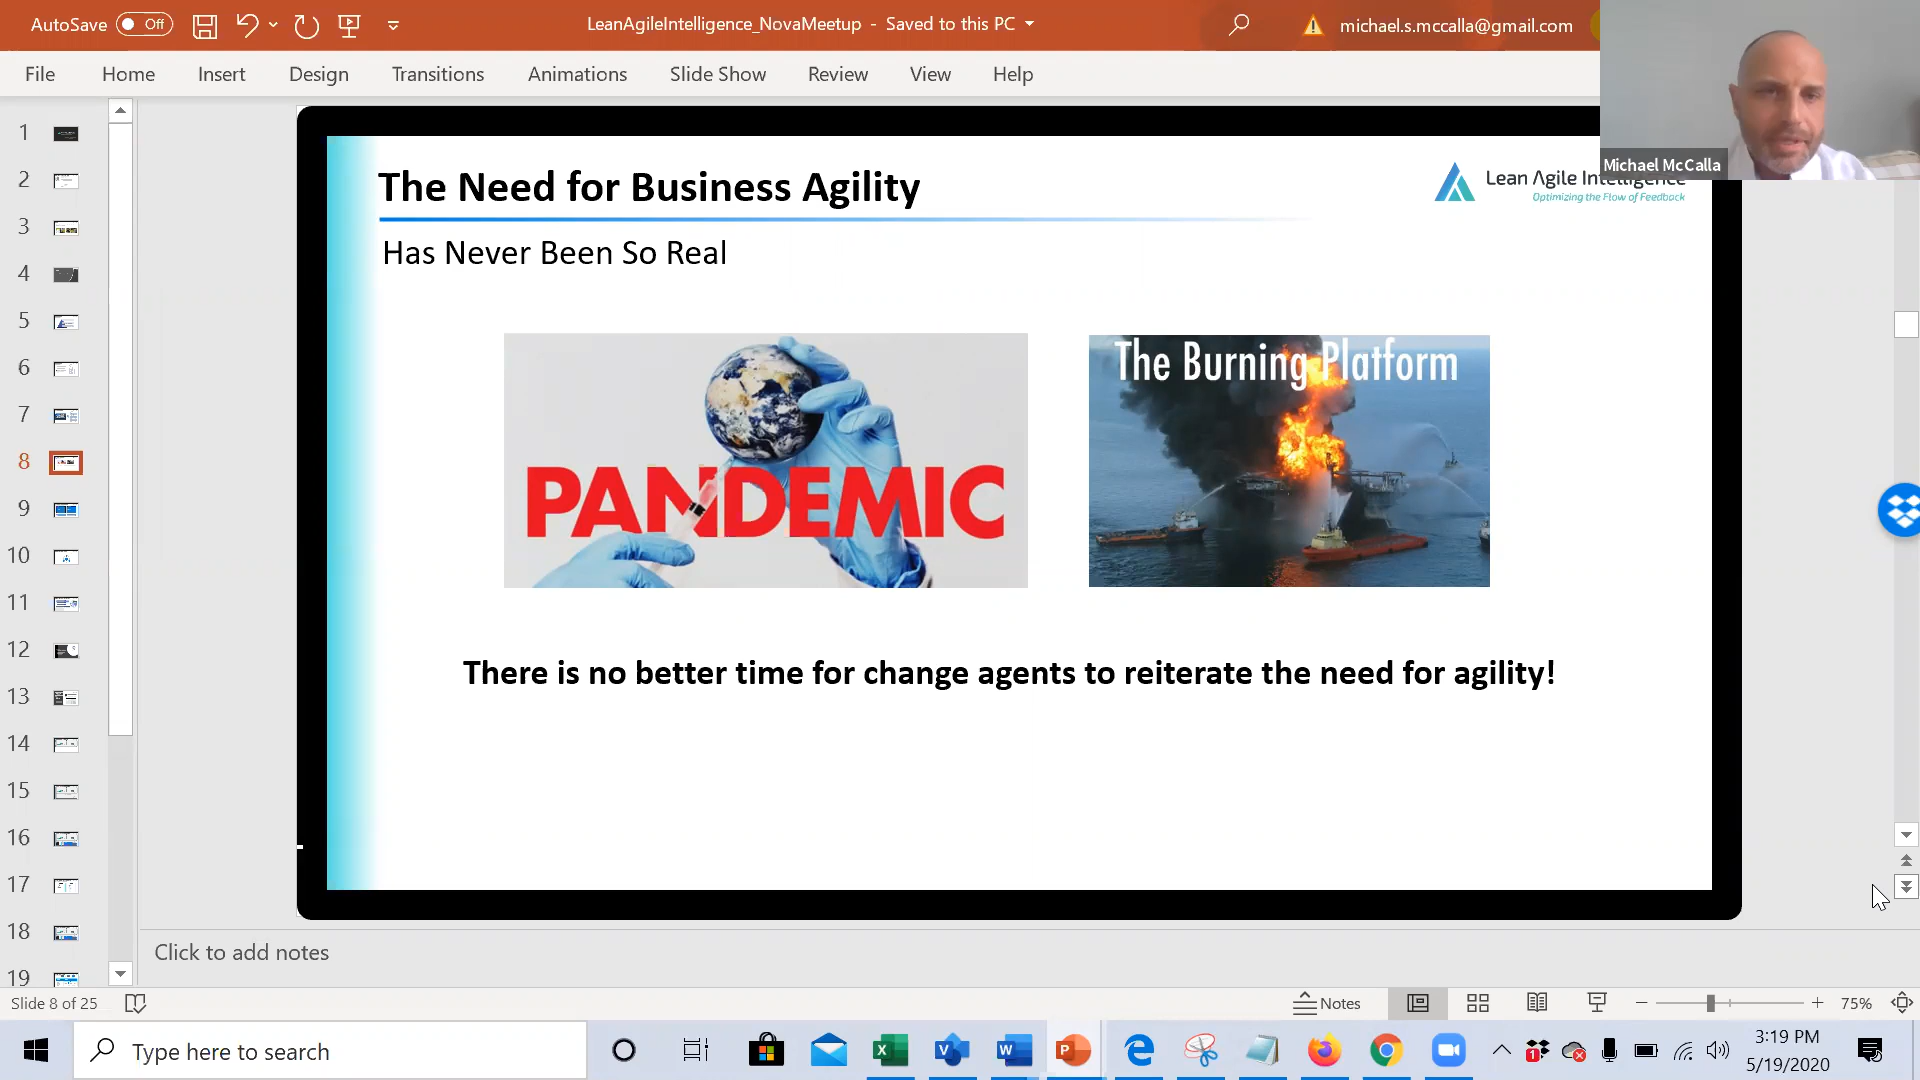 AutoSave Off
LeanAgileIntelligence_NovaMeetup - Saved to this PC
michael.s.mccalla@gmail.com
File Home Insert Design Transitions Animations Slide Show Review View Help
Michael McCalla
1
2
3
4
5
6
7
8
9
10
11
12
13
14
15
16
17
18
19
The Need for Business Agility
Lean Agile Intelligence
Optimizing the Flow of Feedback
Has Never Been So Real
PANDEMIC
The Burning Platform
There is no better time for change agents to reiterate the need for agility!
Click to add notes
Slide 8 of 25
Notes
75%
Type here to search
3:19 PM
5/19/2020